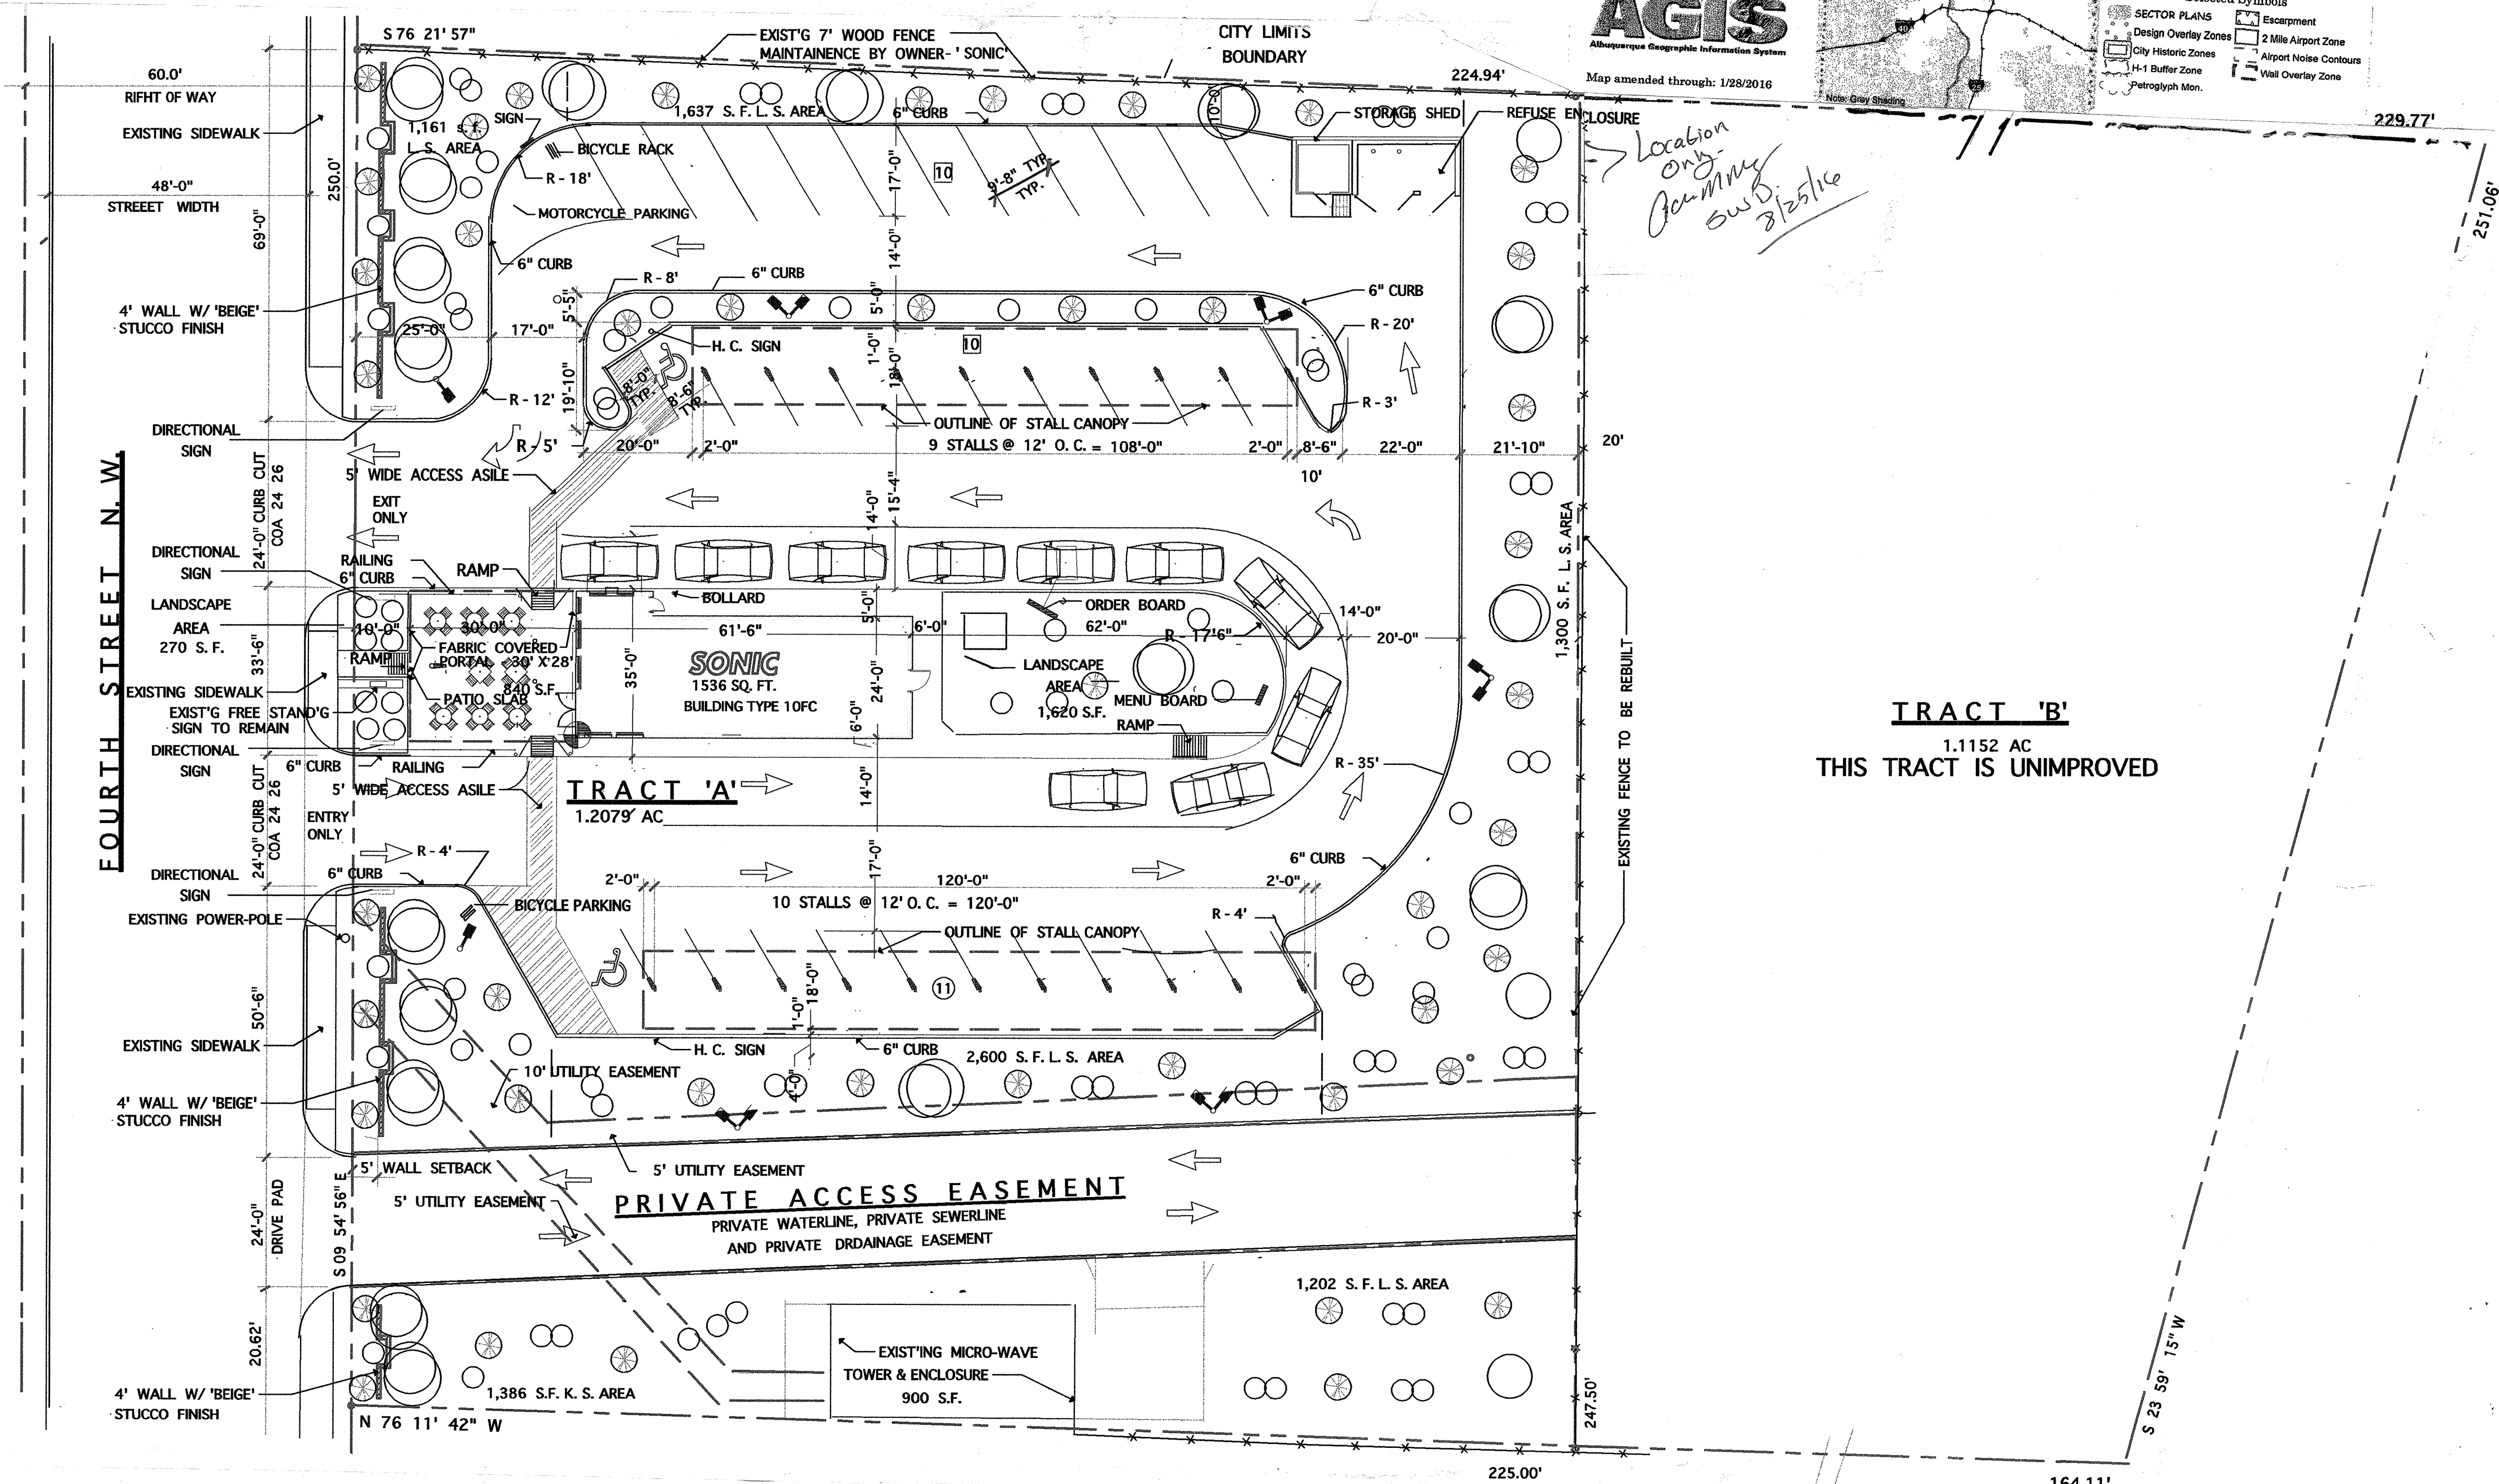 S 76 21' 57"
EXIST'G 7' WOOD FENCE
MAINTAINENCE BY OWNER- ' SONIC'
CITY LIMITS
BOUNDARY
224.94'
AGIS
Albuquerque Geographic Information System
Map amended through: 1/28/2016
Note: Gray Shading
SECTOR PLANS
Design Overlay Zones
City Historic Zones
H-1 Buffer Zone
Petroglyph Mon.
Escarpment
2 Mile Airport Zone
Airport Noise Contours
Wall Overlay Zone
229.77'
251.06'
60.0'
RIFHT OF WAY
EXISTING SIDEWALK
48'-0"
STREEET WIDTH
69'-0"
250.0'
1,161 s. f.
L. S. AREA
SIGN
1,637 S. F. L. S. AREA
6" CURB
10'-0"
STORAGE SHED
REFUSE ENCLOSURE
Location
only-
SWD.
8/25/16
BICYCLE RACK
R - 18'
MOTORCYCLE PARKING
6" CURB
17'-0"
10
9'-8" TYP.
TYP.
14'-0"
4' WALL W/ 'BEIGE'
STUCCO FINISH
25'-0"
17'-0"
5'-5"
R - 8'
6" CURB
5'-0"
6" CURB
R - 20'
H. C. SIGN
1'-0"
18'-0"
10
19'-10"
8'-0"
TYP.
8'-6"
TYP.
R - 12'
R - 3'
OUTLINE OF STALL CANOPY
DIRECTIONAL
SIGN
R - 5'
20'-0"
2'-0"
9 STALLS @ 12' O. C. = 108'-0"
2'-0"
8'-6"
22'-0"
21'-10"
20'
10'
5' WIDE ACCESS ASILE
24'-0" CURB CUT
COA 24 26
EXIT
ONLY
14'-0"
15'-4"
FOURTH STREET N. W.
DIRECTIONAL
SIGN
RAILING
6" CURB
RAMP
BOLLARD
LANDSCAPE
AREA
270 S. F.
33'-6"
10'-0"
30'-0"
FABRIC COVERED
PORTAL 30' X 28'
RAMP
840 S.F.
PATIO SLAB
61'-6"
35'-0"
SONIC
1536 SQ. FT.
BUILDING TYPE 10FC
5'-0"
24'-0"
6'-0"
6'-0"
ORDER BOARD
62'-0"
R - 17'6"
LANDSCAPE
AREA
MENU BOARD
1,620 S.F.
RAMP
14'-0"
20'-0"
1,300 S. F. L. S. AREA
EXISTING FENCE TO BE REBUILT
EXISTING SIDEWALK
EXIST'G FREE STAND'G
SIGN TO REMAIN
DIRECTIONAL
SIGN
6" CURB
RAILING
5' WIDE ACCESS ASILE
TRACT 'A'
1.2079 AC
14'-0"
R - 35'
TRACT 'B'
1.1152 AC
THIS TRACT IS UNIMPROVED
24'-0" CURB CUT
COA 24 26
ENTRY
ONLY
R - 4'
17'-0"
6" CURB
DIRECTIONAL
SIGN
6" CURB
2'-0"
120'-0"
2'-0"
EXISTING POWER-POLE
BICYCLE PARKING
10 STALLS @ 12' O. C. = 120'-0"
R - 4'
OUTLINE OF STALL CANOPY
50'-6"
11
1'-0"
18'-0"
EXISTING SIDEWALK
H. C. SIGN
6" CURB
2,600 S. F. L. S. AREA
10' UTILITY EASEMENT
4'-0"
4' WALL W/ 'BEIGE'
STUCCO FINISH
5' WALL SETBACK
5' UTILITY EASEMENT
5' UTILITY EASEMENT
PRIVATE ACCESS EASEMENT
PRIVATE WATERLINE, PRIVATE SEWERLINE
AND PRIVATE DRDAINAGE EASEMENT
24'-0"
DRIVE PAD
S 09 54' 56" E
1,202 S. F. L. S. AREA
20.62'
EXIST'ING MICRO-WAVE
TOWER & ENCLOSURE
900 S.F.
4' WALL W/ 'BEIGE'
STUCCO FINISH
1,386 S.F. K. S. AREA
N 76 11' 42" W
247.50'
225.00'
S 23 59' 15" W
164.11'